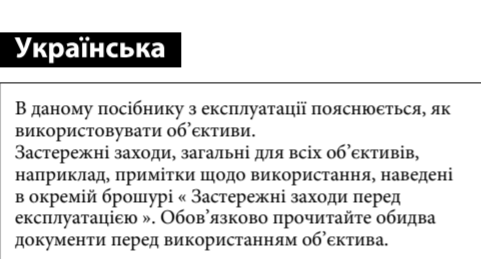 Українська
В даному посібнику з експлуатації пояснюється, як
використовувати об’єктиви.
Застережні заходи, загальні для всіх об’єктивів,
наприклад, примітки щодо використання, наведені
в окремій брошурі « Застережні заходи перед
експлуатацією ». Обов’язково прочитайте обидва
документи перед використанням об’єктива.